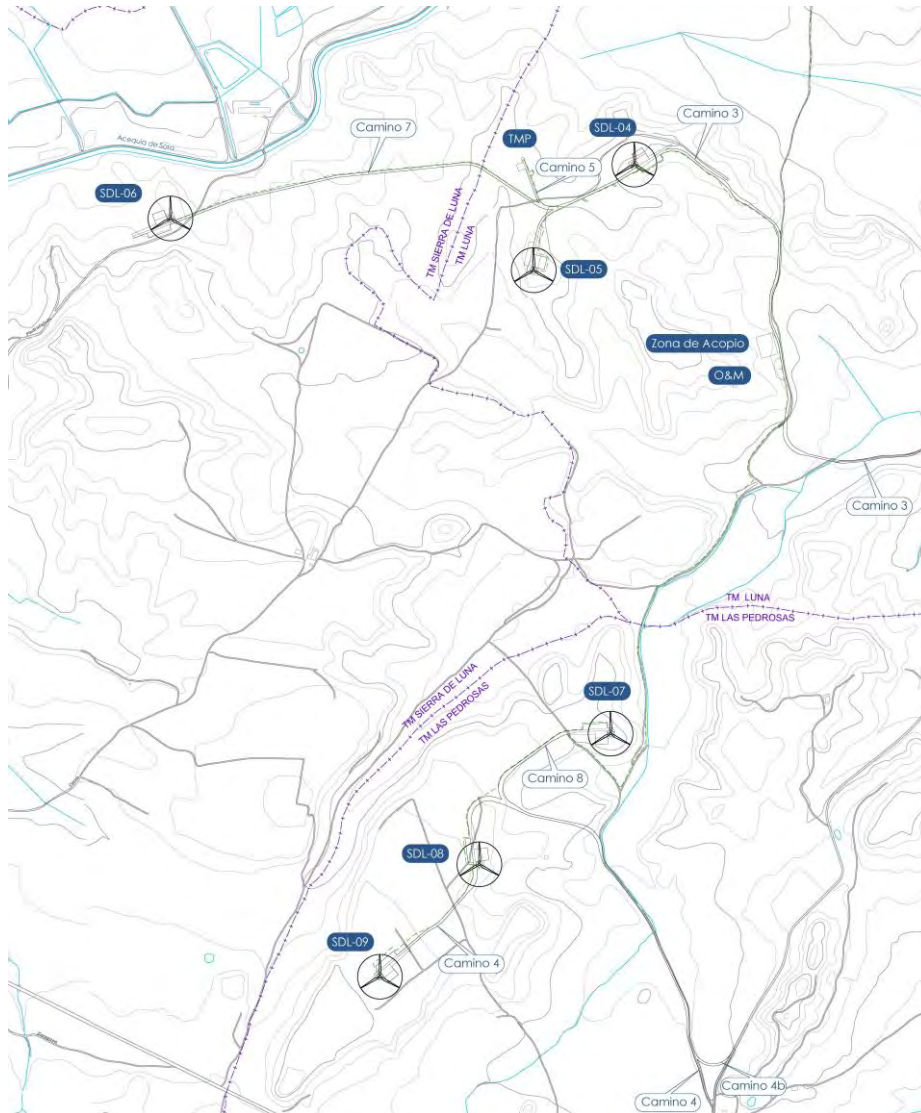 Acequia de Sora
Camino 7
TMP
SDL-04
Camino 3
Camino 5
SDL-06
TM SIERRA DE LUNA
TM LUNA
SDL-05
Zona de Acopio
O&M
Camino 3
TM LUNA
TM LAS PEDROSAS
TM SIERRA DE LUNA
TM LAS PEDROSAS
SDL-07
Camino 8
SDL-08
SDL-09
Camino 4
Camino 4b
Camino 4